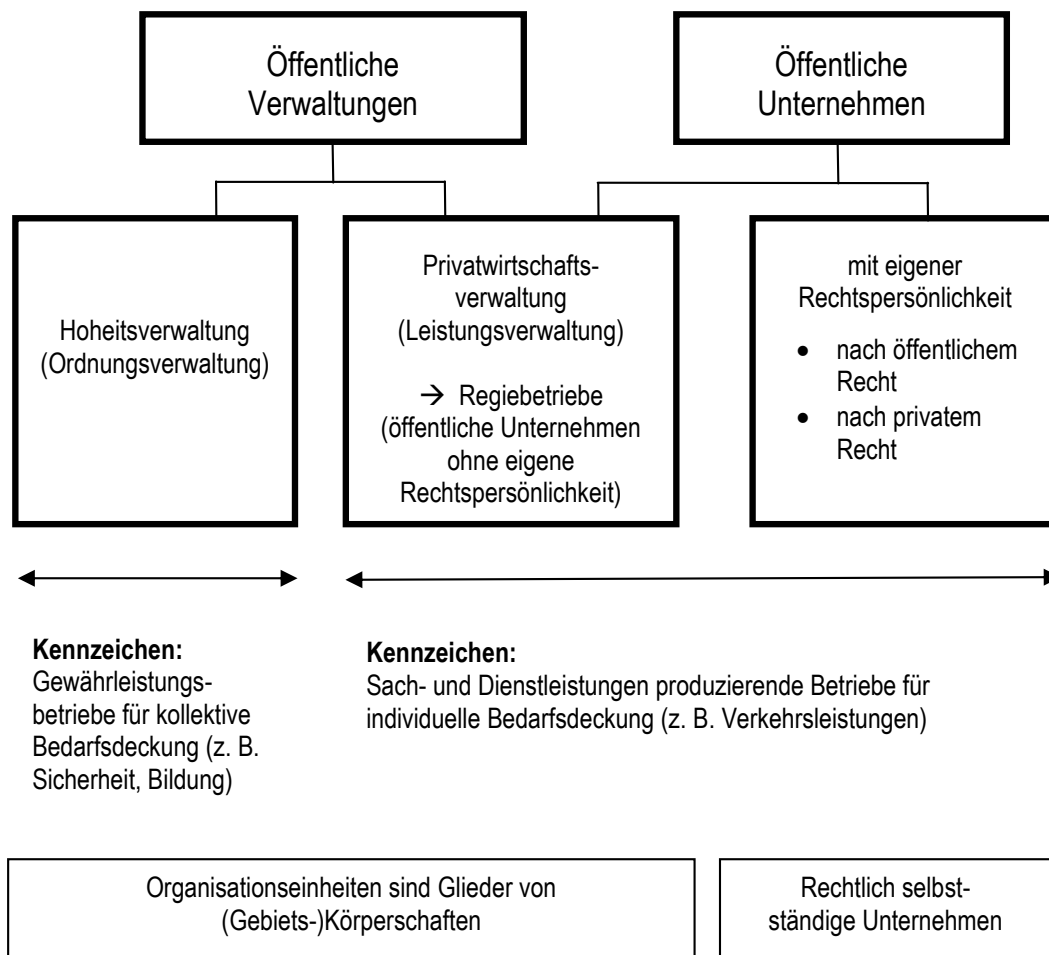 Öffentliche
Verwaltungen
Öffentliche
Unternehmen
Hoheitsverwaltung
(Ordnungsverwaltung)
Privatwirtschafts-
verwaltung
(Leistungsverwaltung)
→ Regiebetriebe
(öffentliche Unternehmen
ohne eigene
Rechtspersönlichkeit)
mit eigener
Rechtspersönlichkeit
• nach öffentlichem
Recht
• nach privatem
Recht
Kennzeichen:
Gewährleistungs-
betriebe für kollektive
Bedarfsdeckung (z. B.
Sicherheit, Bildung)
Kennzeichen:
Sach- und Dienstleistungen produzierende Betriebe für
individuelle Bedarfsdeckung (z. B. Verkehrsleistungen)
Organisationseinheiten sind Glieder von
(Gebiets-)Körperschaften
Rechtlich selbst-
ständige Unternehmen